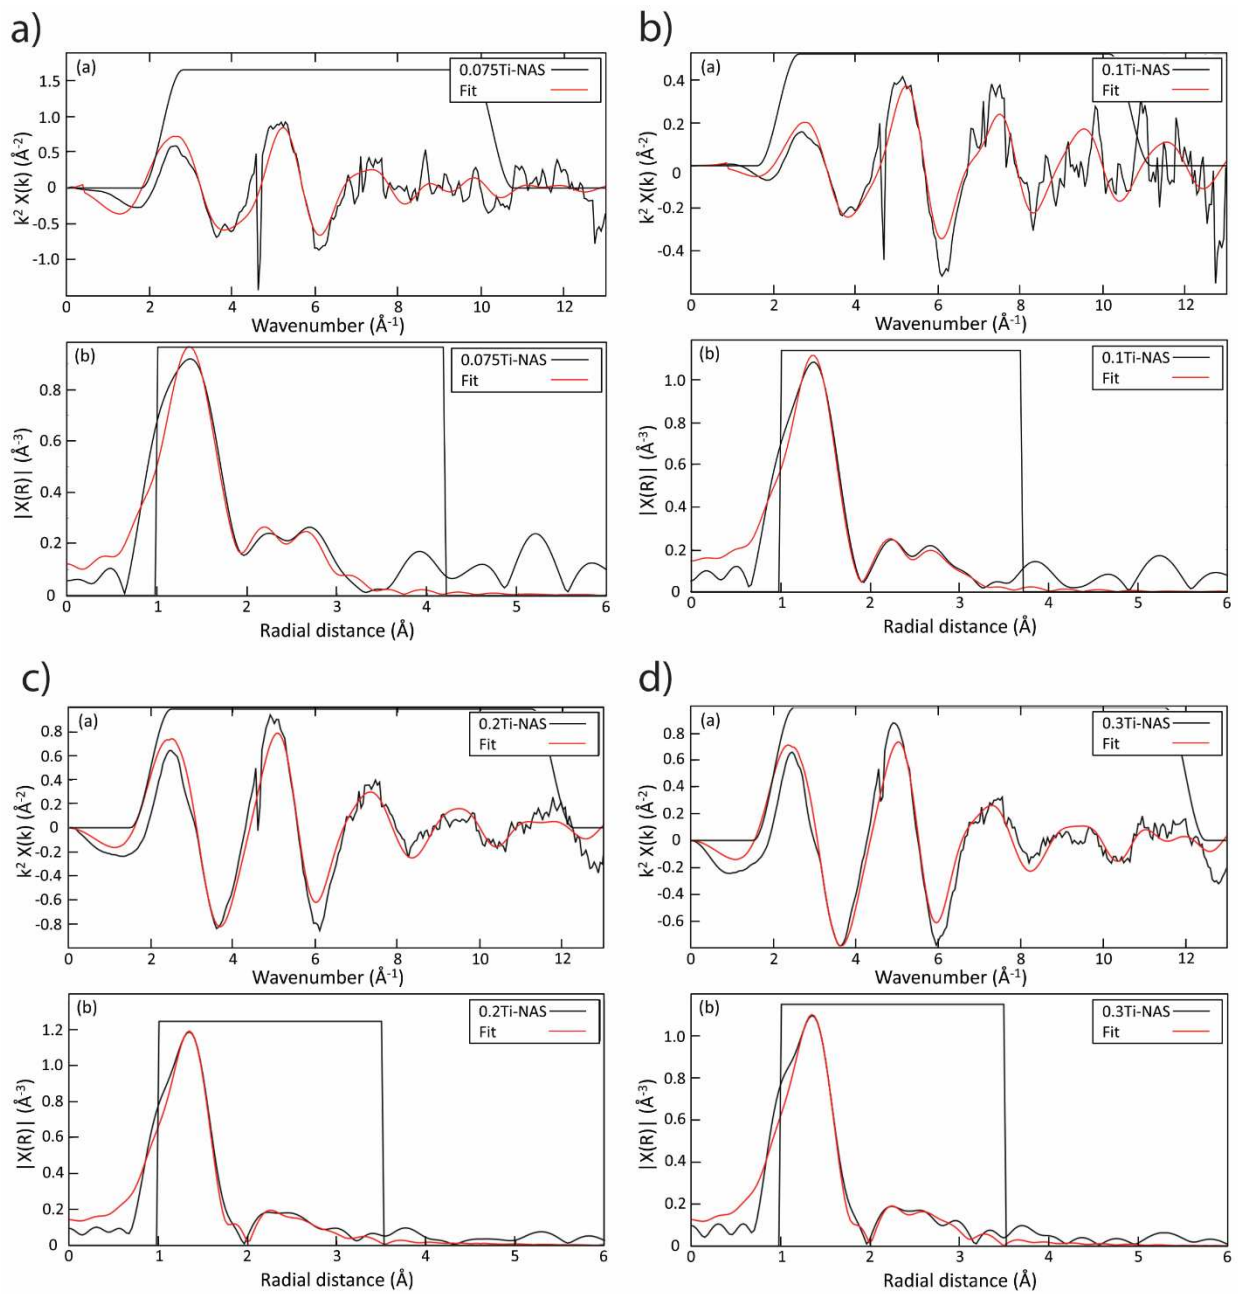 a)
(a)
0.075Ti-NAS
Fit
1.5
1.0
0.5
0
-0.5
-1.0
k² X(k) (Å⁻²)
0 2 4 6 8 10 12
Wavenumber (Å⁻¹)
(b)
0.075Ti-NAS
Fit
0.8
0.6
0.4
0.2
0
|X(R)| (Å⁻³)
0 1 2 3 4 5 6
Radial distance (Å)
b)
(a)
0.1Ti-NAS
Fit
0.4
0.2
0
-0.2
-0.4
k² X(k) (Å⁻²)
0 2 4 6 8 10 12
Wavenumber (Å⁻¹)
(b)
0.1Ti-NAS
Fit
1.0
0.8
0.6
0.4
0.2
0
|X(R)| (Å⁻³)
0 1 2 3 4 5 6
Radial distance (Å)
c)
(a)
0.2Ti-NAS
Fit
0.8
0.6
0.4
0.2
0
-0.2
-0.4
-0.6
-0.8
k² X(k) (Å⁻²)
0 2 4 6 8 10 12
Wavenumber (Å⁻¹)
(b)
0.2Ti-NAS
Fit
1.2
1.0
0.8
0.6
0.4
0.2
0
|X(R)| (Å⁻³)
0 1 2 3 4 5 6
Radial distance (Å)
d)
(a)
0.3Ti-NAS
Fit
0.8
0.6
0.4
0.2
0
-0.2
-0.4
-0.6
k² X(k) (Å⁻²)
0 2 4 6 8 10 12
Wavenumber (Å⁻¹)
(b)
0.3Ti-NAS
Fit
1.0
0.8
0.6
0.4
0.2
0
|X(R)| (Å⁻³)
0 1 2 3 4 5 6
Radial distance (Å)